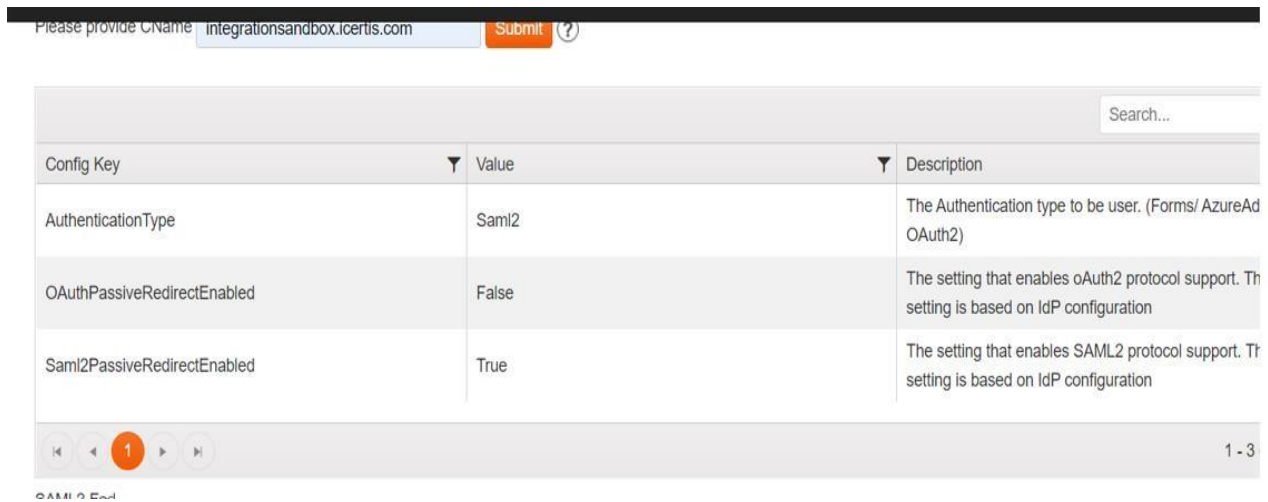 Please provide CName integrationsandbox.icertis.com Submit ?
Search...
Config Key Value Description
AuthenticationType Saml2 The Authentication type to be user. (Forms/ AzureAd
OAuth2)
OAuthPassiveRedirectEnabled False The setting that enables oAuth2 protocol support. Th
setting is based on IdP configuration
Saml2PassiveRedirectEnabled True The setting that enables SAML2 protocol support. Th
setting is based on IdP configuration
1 1 - 3
SAML2 Fed